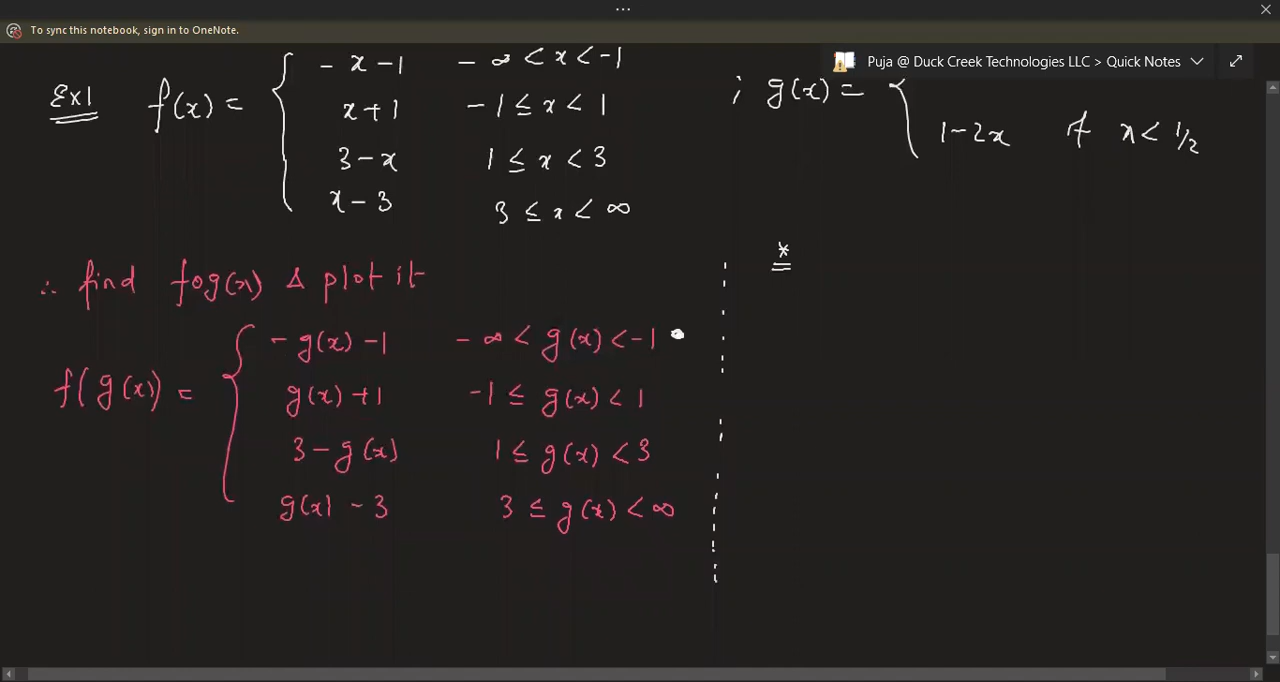 To sync this notebook, sign in to OneNote.
Puja @ Duck Creek Technologies LLC > Quick Notes
Ex1 f(x) = { -x-1 -∞ < x < -1
x+1 -1 ≤ x < 1
3-x 1 ≤ x < 3
x-3 3 ≤ x < ∞
; g(x) = {
1-2x if x < 1/2
∴ find fog(x) & plot it
*
f(g(x)) = { -g(x) -1 -∞ < g(x) < -1
g(x) +1 -1 ≤ g(x) < 1
3-g(x) 1 ≤ g(x) < 3
g(x) -3 3 ≤ g(x) < ∞